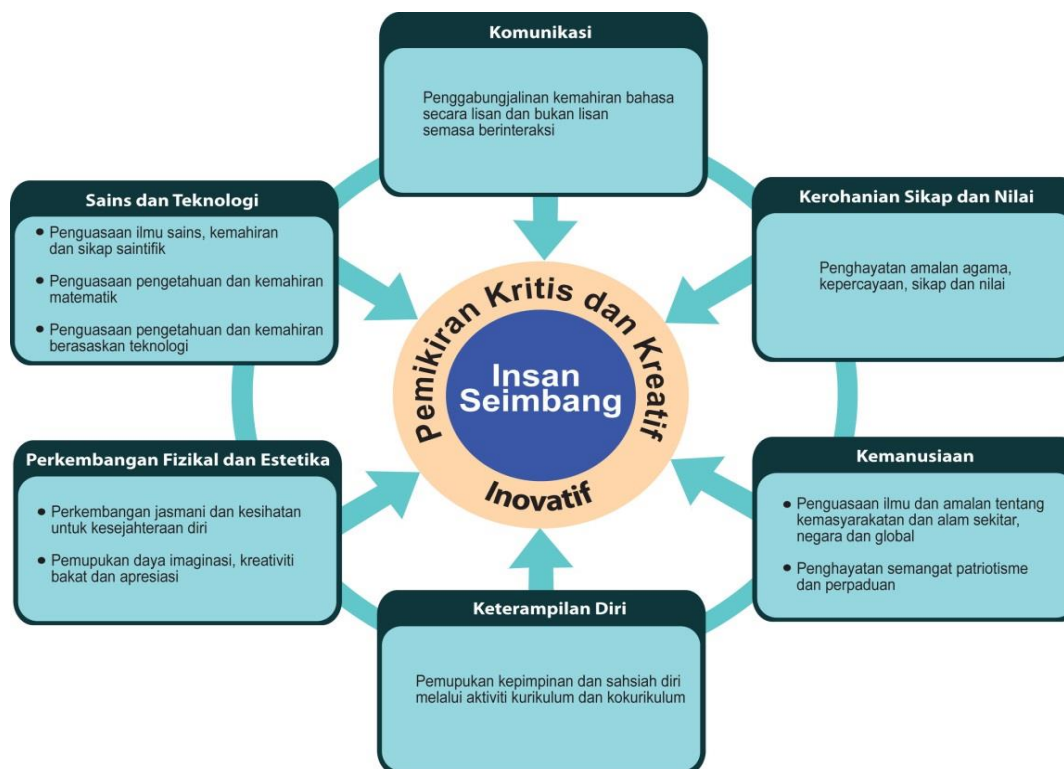 Komunikasi
Penggabungjalinan kemahiran bahasa
secara lisan dan bukan lisan
semasa berinteraksi
Sains dan Teknologi
• Penguasaan ilmu sains, kemahiran
dan sikap saintifik
• Penguasaan pengetahuan dan kemahiran
matematik
• Penguasaan pengetahuan dan kemahiran
berasaskan teknologi
Kerohanian Sikap dan Nilai
Penghayatan amalan agama,
kepercayaan, sikap dan nilai
Pemikiran Kritis dan Kreatif
Insan
Seimbang
Inovatif
Perkembangan Fizikal dan Estetika
• Perkembangan jasmani dan kesihatan
untuk kesejahteraan diri
• Pemupukan daya imaginasi, kreativiti
bakat dan apresiasi
Kemanusiaan
• Penguasaan ilmu dan amalan tentang
kemasyarakatan dan alam sekitar,
negara dan global
• Penghayatan semangat patriotisme
dan perpaduan
Keterampilan Diri
Pemupukan kepimpinan dan sahsiah diri
melalui aktiviti kurikulum dan kokurikulum